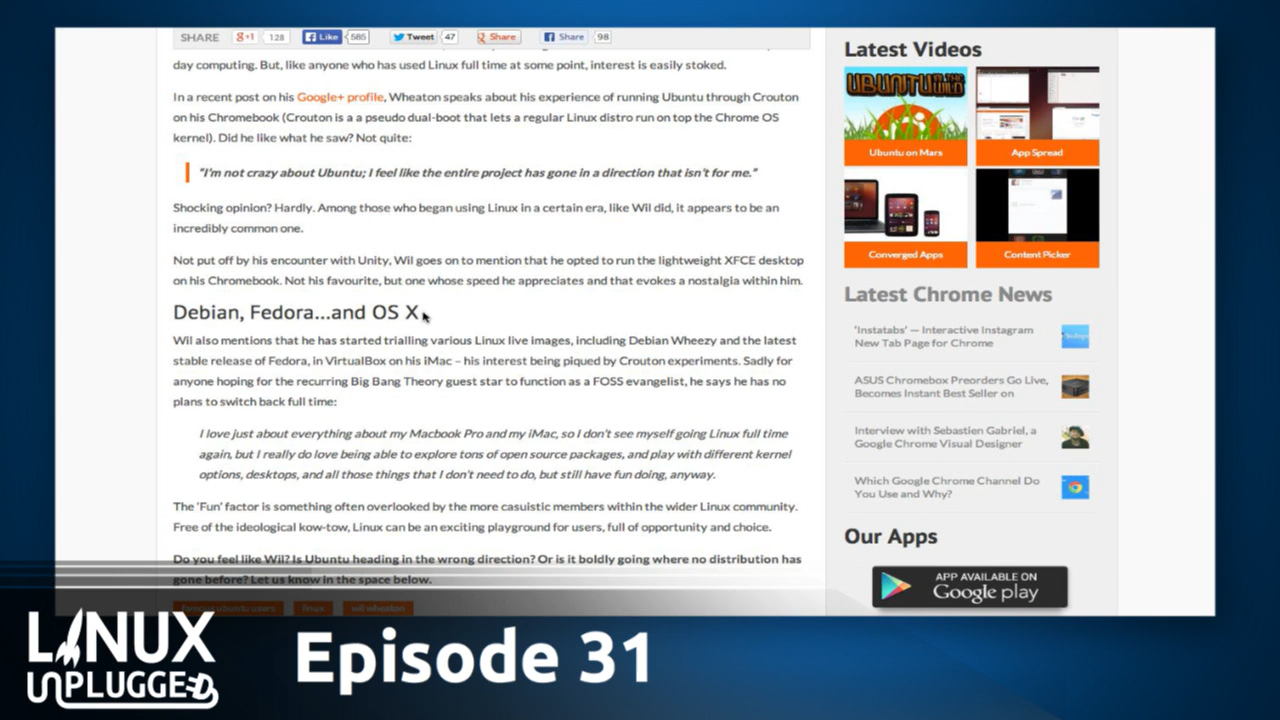 SHARE +1 128 Like 585 Tweet 47 Share Share 98
day computing. But, like anyone who has used Linux full time at some point, interest is easily stoked.
In a recent post on his Google+ profile, Wheaton speaks about his experience of running Ubuntu through Crouton
on his Chromebook (Crouton is a a pseudo dual-boot that lets a regular Linux distro run on top the Chrome OS
kernel). Did he like what he saw? Not quite:
“I’m not crazy about Ubuntu; I feel like the entire project has gone in a direction that isn’t for me.”
Shocking opinion? Hardly. Among those who began using Linux in a certain era, like Wil did, it appears to be an
incredibly common one.
Not put off by his encounter with Unity, Wil goes on to mention that he opted to run the lightweight XFCE desktop
on his Chromebook. Not his favourite, but one whose speed he appreciates and that evokes a nostalgia within him.
Debian, Fedora…and OS X
Wil also mentions that he has started trialling various Linux live images, including Debian Wheezy and the latest
stable release of Fedora, in VirtualBox on his iMac – his interest being piqued by Crouton experiments. Sadly for
anyone hoping for the recurring Big Bang Theory guest star to function as a FOSS evangelist, he says he has no
plans to switch back full time:
I love just about everything about my Macbook Pro and my iMac, so I don’t see myself going Linux full time
again, but I really do love being able to explore tons of open source packages, and play with different kernel
options, desktops, and all those things that I don’t need to do, but still have fun doing, anyway.
The ‘Fun’ factor is something often overlooked by the more casuistic members within the wider Linux community.
Free of the ideological kow-tow, Linux can be an exciting playground for users, full of opportunity and choice.
Do you feel like Wil? Is Ubuntu heading in the wrong direction? Or is it boldly going where no distribution has
gone before? Let us know in the space below.
famous ubuntu users linux wil wheaton
Latest Videos
UBUNTU IN THE WILD
Ubuntu on Mars
App Spread
Converged Apps
Content Picker
Latest Chrome News
‘Instatabs’ — Interactive Instagram
New Tab Page for Chrome
ASUS Chromebox Preorders Go Live,
Becomes Instant Best Seller on
Interview with Sebastien Gabriel, a
Google Chrome Visual Designer
Which Google Chrome Channel Do
You Use and Why?
Our Apps
APP AVAILABLE ON
Google play
LINUX
UNPLUGGED
Episode 31